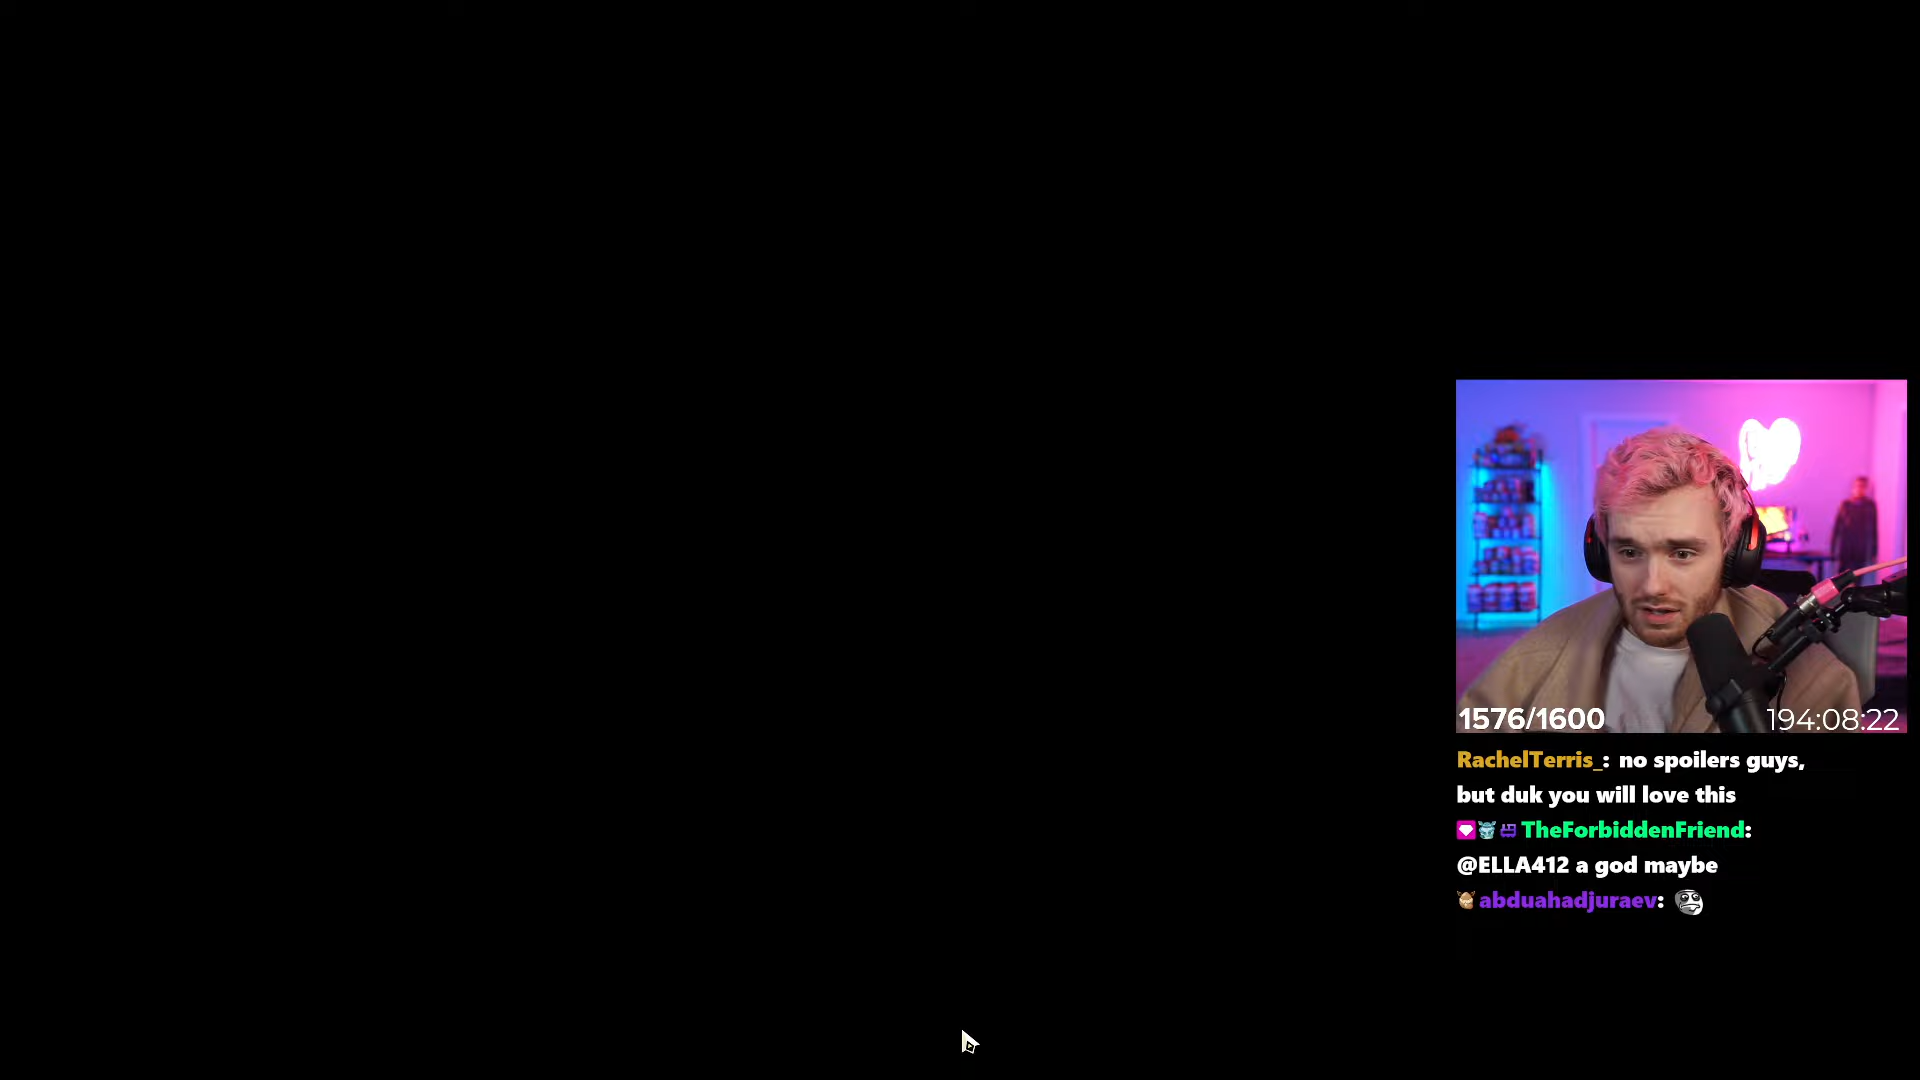 1576/1600
194:08:22
RachelTerris_: no spoilers guys,
but duk you will love this
TheForbiddenFriend:
@ELLA412 a god maybe
abduahadjuraev: